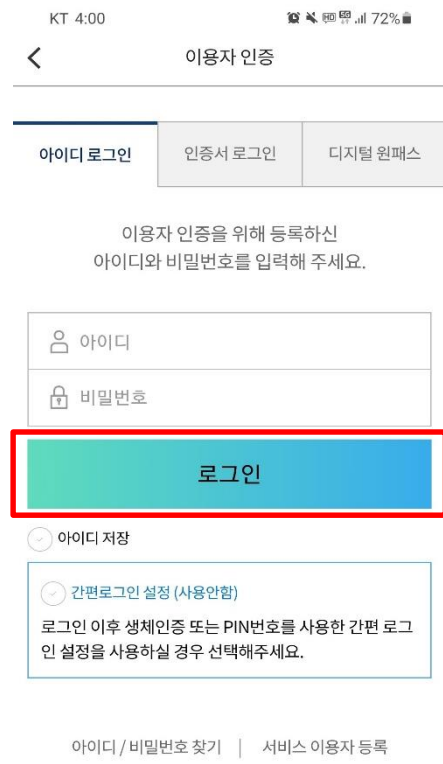 KT 4:00 HD 5G 72%
이용자 인증
아이디 로그인 인증서 로그인 디지털 원패스
이용자 인증을 위해 등록하신
아이디와 비밀번호를 입력해 주세요.
아이디
비밀번호
로그인
아이디 저장
간편로그인 설정 (사용안함)
로그인 이후 생체인증 또는 PIN번호를 사용한 간편 로그
인 설정을 사용하실 경우 선택해주세요.
아이디 / 비밀번호 찾기 | 서비스 이용자 등록